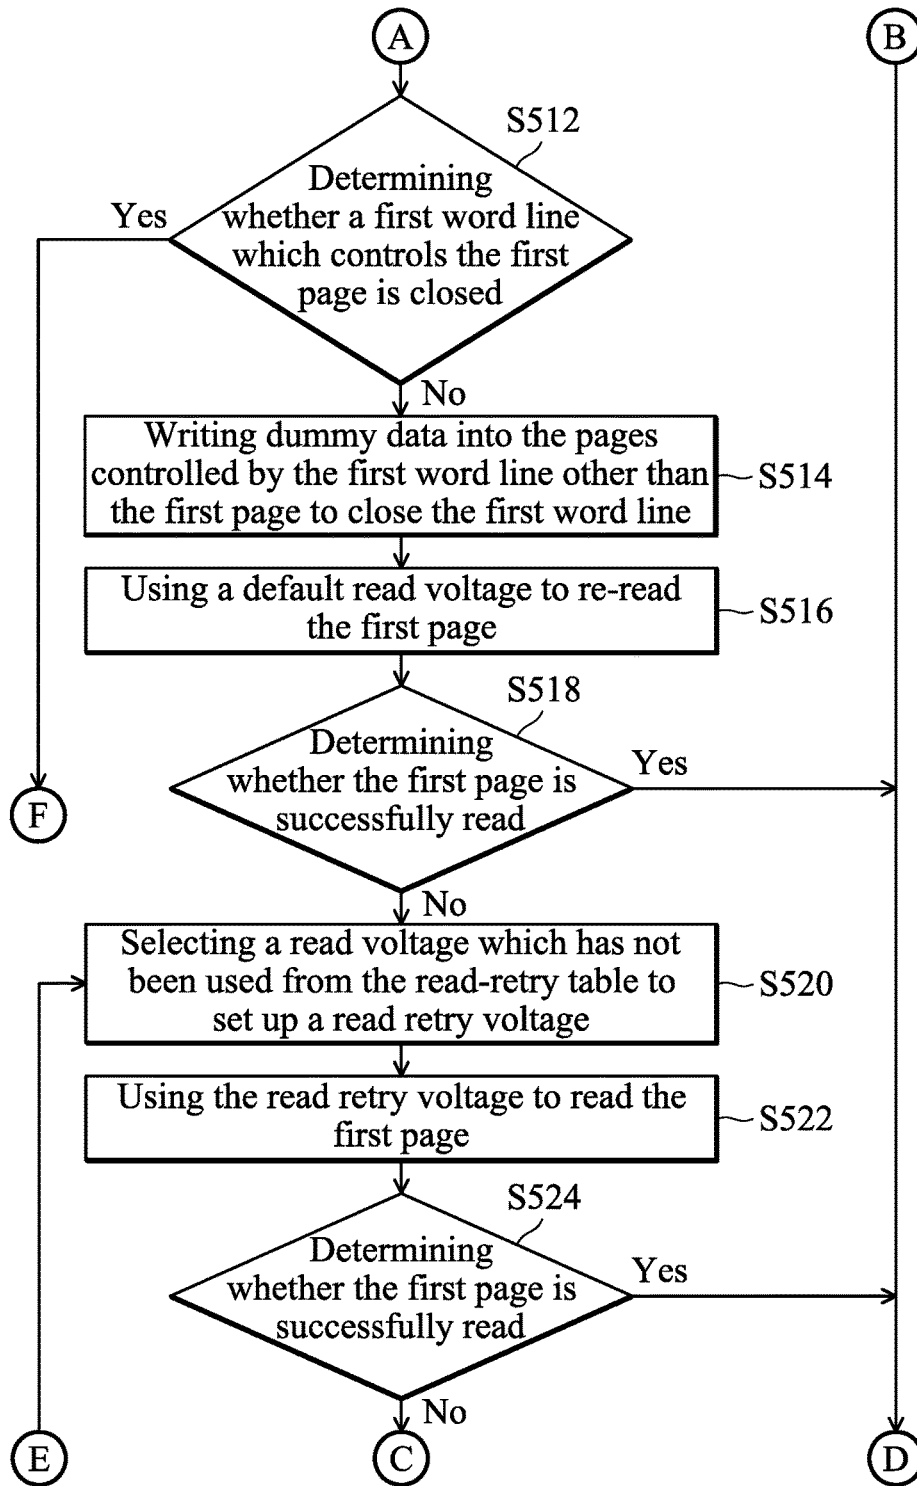 A
B
S512
Determining
whether a first word line
which controls the first
page is closed
Yes
No
Writing dummy data into the pages
controlled by the first word line other than
the first page to close the first word line
S514
Using a default read voltage to re-read
the first page
S516
S518
Determining
whether the first page is
successfully read
Yes
F
No
Selecting a read voltage which has not
been used from the read-retry table to
set up a read retry voltage
S520
Using the read retry voltage to read the
first page
S522
S524
Determining
whether the first page is
successfully read
Yes
No
E
C
D